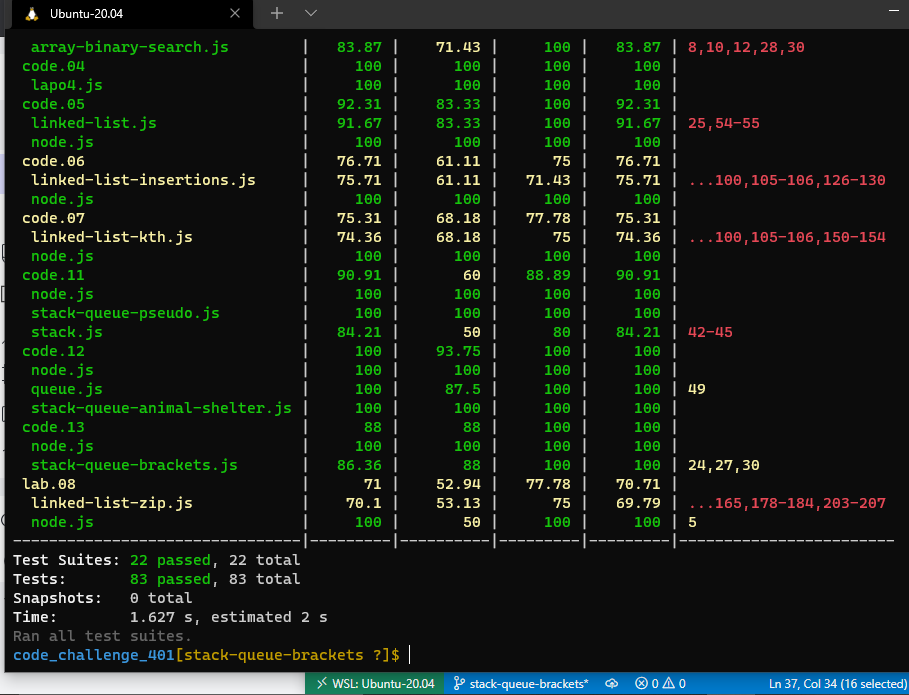 Ubuntu-20.04
array-binary-search.js | 83.87 | 71.43 | 100 | 83.87 | 8,10,12,28,30
code.04 | 100 | 100 | 100 | 100 |
lapo4.js | 100 | 100 | 100 | 100 |
code.05 | 92.31 | 83.33 | 100 | 92.31 |
linked-list.js | 91.67 | 83.33 | 100 | 91.67 | 25,54-55
node.js | 100 | 100 | 100 | 100 |
code.06 | 76.71 | 61.11 | 75 | 76.71 |
linked-list-insertions.js | 75.71 | 61.11 | 71.43 | 75.71 | ...100,105-106,126-130
node.js | 100 | 100 | 100 | 100 |
code.07 | 75.31 | 68.18 | 77.78 | 75.31 |
linked-list-kth.js | 74.36 | 68.18 | 75 | 74.36 | ...100,105-106,150-154
node.js | 100 | 100 | 100 | 100 |
code.11 | 90.91 | 60 | 88.89 | 90.91 |
node.js | 100 | 100 | 100 | 100 |
stack-queue-pseudo.js | 100 | 100 | 100 | 100 |
stack.js | 84.21 | 50 | 80 | 84.21 | 42-45
code.12 | 100 | 93.75 | 100 | 100 |
node.js | 100 | 100 | 100 | 100 |
queue.js | 100 | 87.5 | 100 | 100 | 49
stack-queue-animal-shelter.js | 100 | 100 | 100 | 100 |
code.13 | 88 | 88 | 100 | 100 |
node.js | 100 | 100 | 100 | 100 |
stack-queue-brackets.js | 86.36 | 88 | 100 | 100 | 24,27,30
lab.08 | 71 | 52.94 | 77.78 | 70.71 |
linked-list-zip.js | 70.1 | 53.13 | 75 | 69.79 | ...165,178-184,203-207
node.js | 100 | 50 | 100 | 100 | 5
--------------------------------|---------|----------|---------|---------|------------------------
Test Suites: 22 passed, 22 total
Tests: 83 passed, 83 total
Snapshots: 0 total
Time: 1.627 s, estimated 2 s
Ran all test suites.
code_challenge_401[stack-queue-brackets ?]$
WSL: Ubuntu-20.04 stack-queue-brackets* 0 0 Ln 37, Col 34 (16 selected)